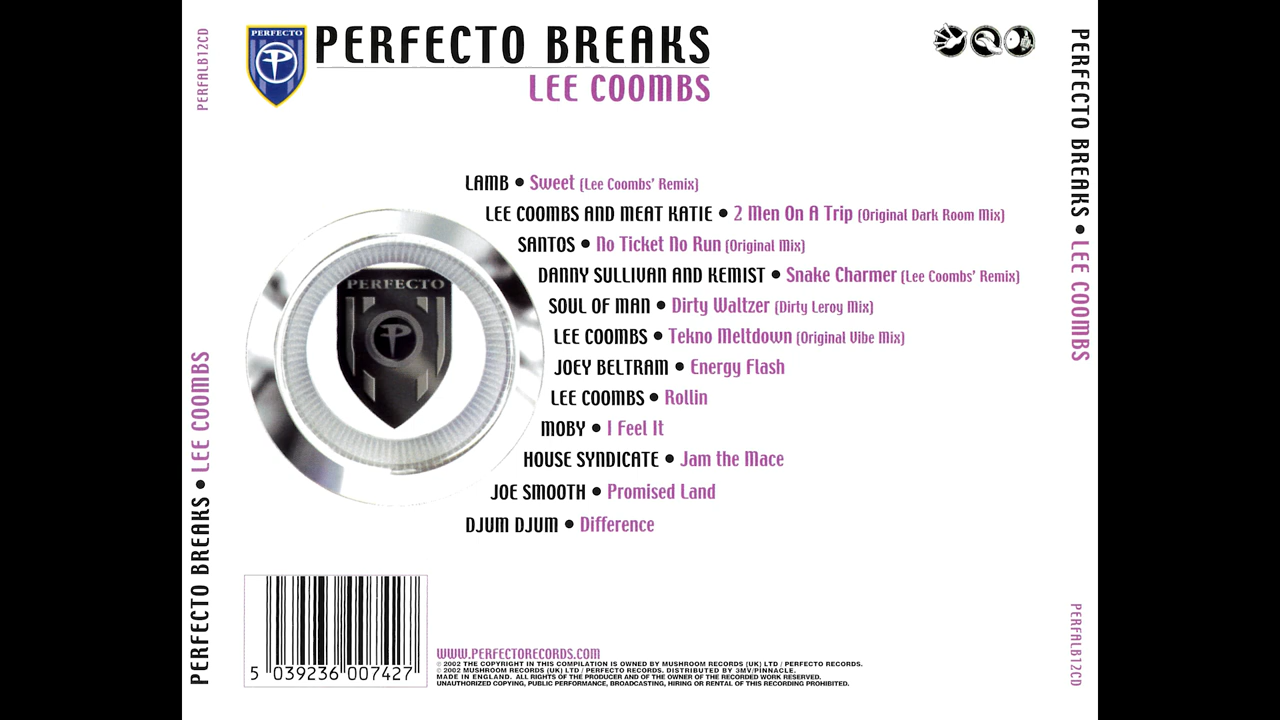 PERFALB12CD
PERFECTO BREAKS • LEE COOMBS
PERFECTO
PERFECTO BREAKS
LEE COOMBS
LAMB • Sweet (Lee Coombs' Remix)
LEE COOMBS AND MEAT KATIE • 2 Men On A Trip (Original Dark Room Mix)
SANTOS • No Ticket No Run (Original Mix)
DANNY SULLIVAN AND KEMIST • Snake Charmer (Lee Coombs' Remix)
SOUL OF MAN • Dirty Waltzer (Dirty Leroy Mix)
LEE COOMBS • Tekno Meltdown (Original Vibe Mix)
JOEY BELTRAM • Energy Flash
LEE COOMBS • Rollin
MOBY • I Feel It
HOUSE SYNDICATE • Jam the Mace
JOE SMOOTH • Promised Land
DJUM DJUM • Difference
PERFECTO
P
5 039236 007427
WWW.PERFECTORECORDS.COM
℗ 2002 THE COPYRIGHT IN THIS COMPILATION IS OWNED BY MUSHROOM RECORDS (UK) LTD / PERFECTO RECORDS.
© 2002 MUSHROOM RECORDS (UK) LTD / PERFECTO RECORDS. DISTRIBUTED BY 3MV/PINNACLE.
MADE IN ENGLAND. ALL RIGHTS OF THE PRODUCER AND OF THE OWNER OF THE RECORDED WORK RESERVED.
UNAUTHORIZED COPYING, PUBLIC PERFORMANCE, BROADCASTING, HIRING OR RENTAL OF THIS RECORDING PROHIBITED.
PERFECTO BREAKS • LEE COOMBS
PERFALB12CD